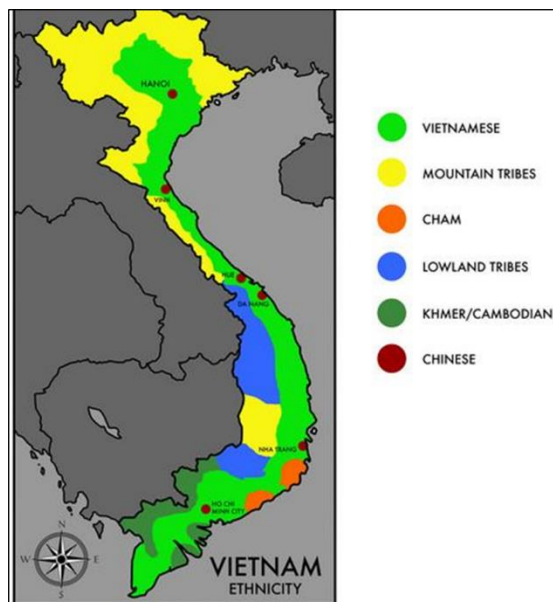 HANOI
VINH
HUE
DA NANG
NHA TRANG
HO CHI
MINH CITY
N
W
E
S
VIETNAM
ETHNICITY
VIETNAMESE
MOUNTAIN TRIBES
CHAM
LOWLAND TRIBES
KHMER/CAMBODIAN
CHINESE